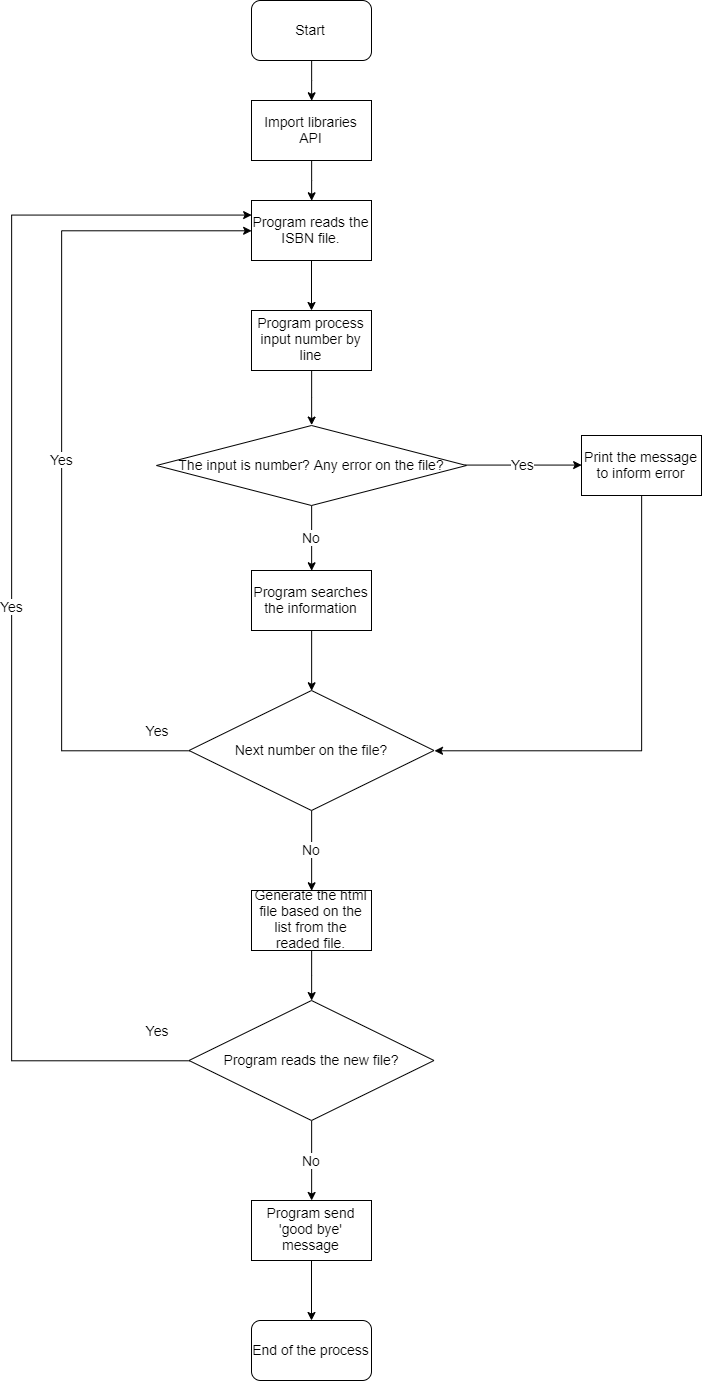 Start
Import libraries
API
Program reads the
ISBN file.
Program process
input number by
line
The input is number? Any error on the file?
Yes
Print the message
to inform error
Yes
No
Program searches
the information
Yes
Yes
Next number on the file?
No
Generate the html
file based on the
list from the
readed file.
Yes
Program reads the new file?
No
Program send
'good bye'
message
End of the process